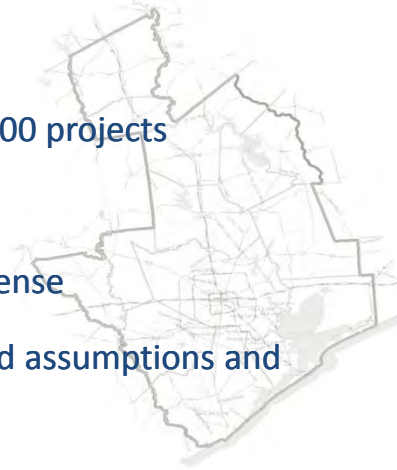 00 projects
ense
d assumptions and